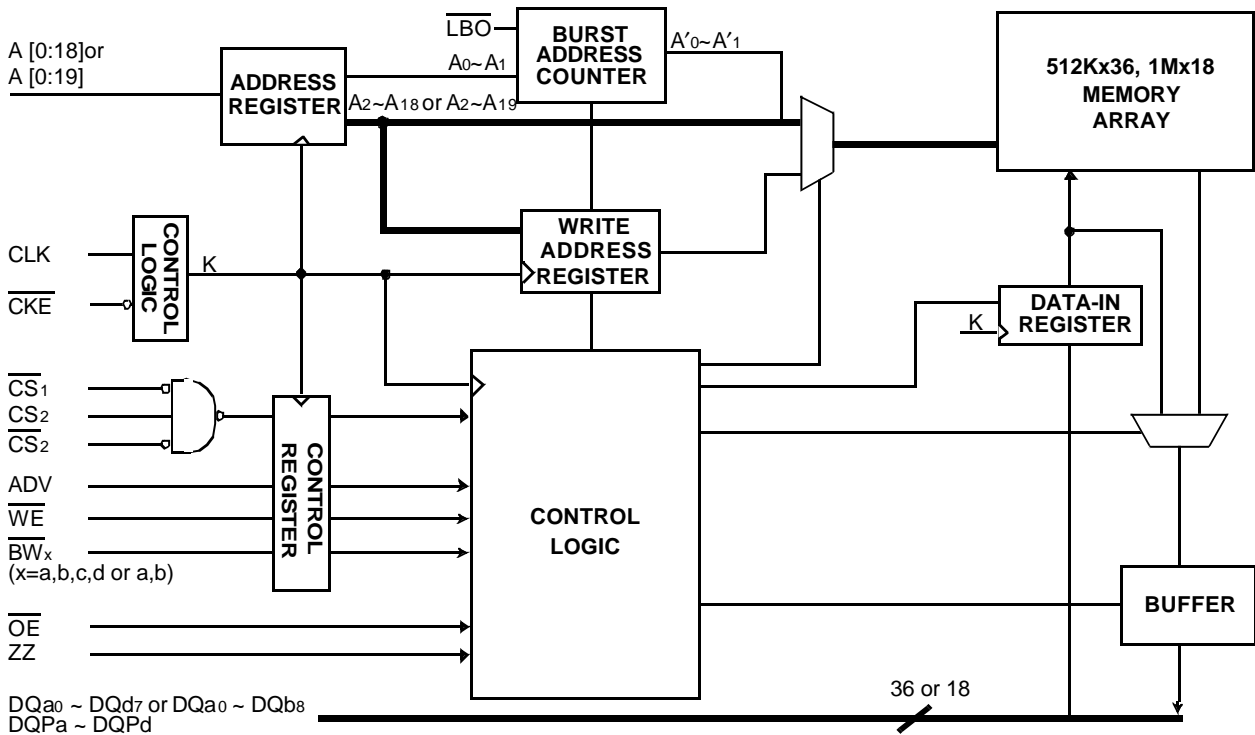 A [0:18]or
A [0:19]
ADDRESS
REGISTER
LBO
A0~A1
A2~A18 or A2~A19
BURST
ADDRESS
COUNTER
A′0~A′1
512Kx36, 1Mx18
MEMORY
ARRAY
WRITE
ADDRESS
REGISTER
CLK
CKE
CONTROL
LOGIC
K
K
DATA-IN
REGISTER
CS1
CS2
CS2
ADV
WE
BWx
(x=a,b,c,d or a,b)
CONTROL
REGISTER
CONTROL
LOGIC
BUFFER
OE
ZZ
36 or 18
DQa0 ~ DQd7 or DQa0 ~ DQb8
DQPa ~ DQPd